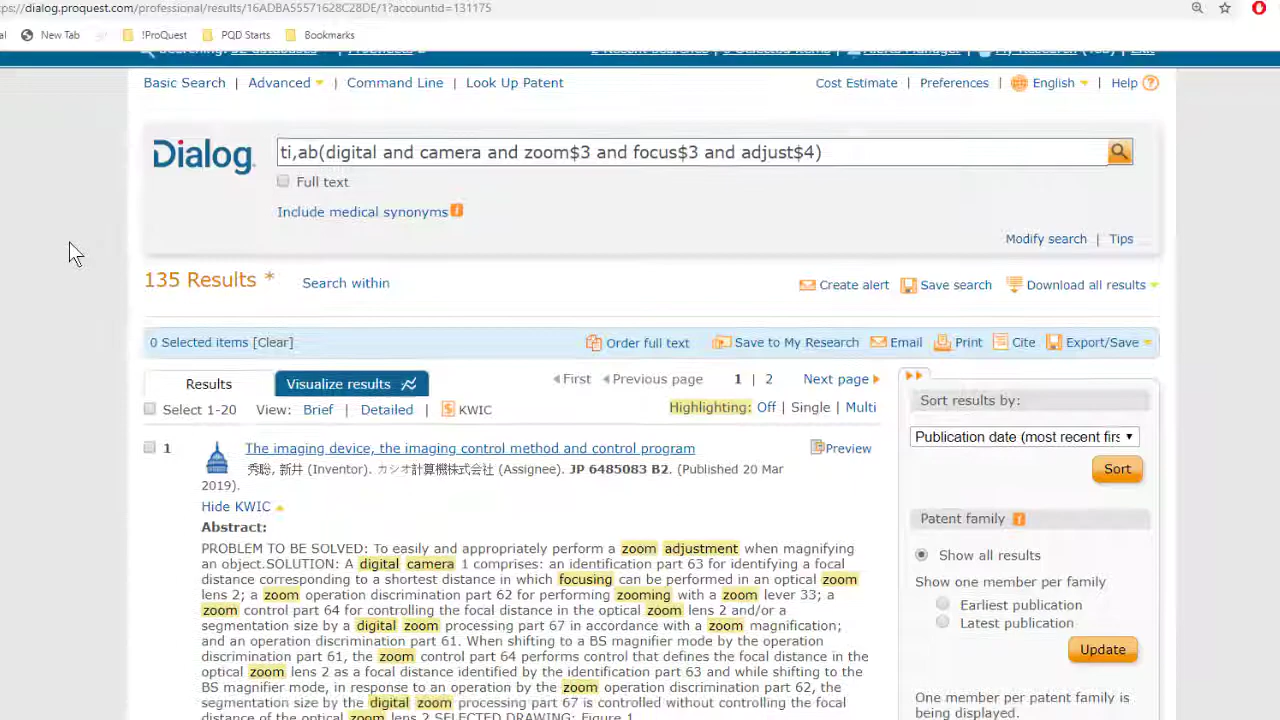 ps://dialog.proquest.com/professional/results/16ADBA55571628C28DE/1?accountid=131175
al New Tab !ProQuest PQD Starts Bookmarks
Basic Search | Advanced | Command Line | Look Up Patent Cost Estimate | Preferences | English | Help ?
Dialog
ti,ab(digital and camera and zoom$3 and focus$3 and adjust$4)
Full text
Include medical synonyms i
Modify search | Tips
135 Results * Search within Create alert Save search Download all results
0 Selected items [Clear] Order full text Save to My Research Email Print Cite Export/Save
Results Visualize results First Previous page 1 | 2 Next page
Select 1-20 View: Brief | Detailed | $ KWIC Highlighting: Off | Single | Multi
1 The imaging device, the imaging control method and control program Preview
秀聡, 新井 (Inventor). カシオ計算機株式会社 (Assignee). JP 6485083 B2. (Published 20 Mar
2019).
Hide KWIC
Abstract:
PROBLEM TO BE SOLVED: To easily and appropriately perform a zoom adjustment when magnifying
an object.SOLUTION: A digital camera 1 comprises: an identification part 63 for identifying a focal
distance corresponding to a shortest distance in which focusing can be performed in an optical zoom
lens 2; a zoom operation discrimination part 62 for performing zooming with a zoom lever 33; a
zoom control part 64 for controlling the focal distance in the optical zoom lens 2 and/or a
segmentation size by a digital zoom processing part 67 in accordance with a zoom magnification;
and an operation discrimination part 61. When shifting to a BS magnifier mode by the operation
discrimination part 61, the zoom control part 64 performs control that defines the focal distance in the
optical zoom lens 2 as a focal distance identified by the identification part 63 and while shifting to the
BS magnifier mode, in response to an operation by the zoom operation discrimination part 62, the
segmentation size by the digital zoom processing part 67 is controlled without controlling the focal
distance of the optical zoom lens 2.SELECTED DRAWING: Figure 1
Sort results by:
Publication date (most recent firs
Sort
Patent family i
Show all results
Show one member per family
Earliest publication
Latest publication
Update
One member per patent family is
being displayed.